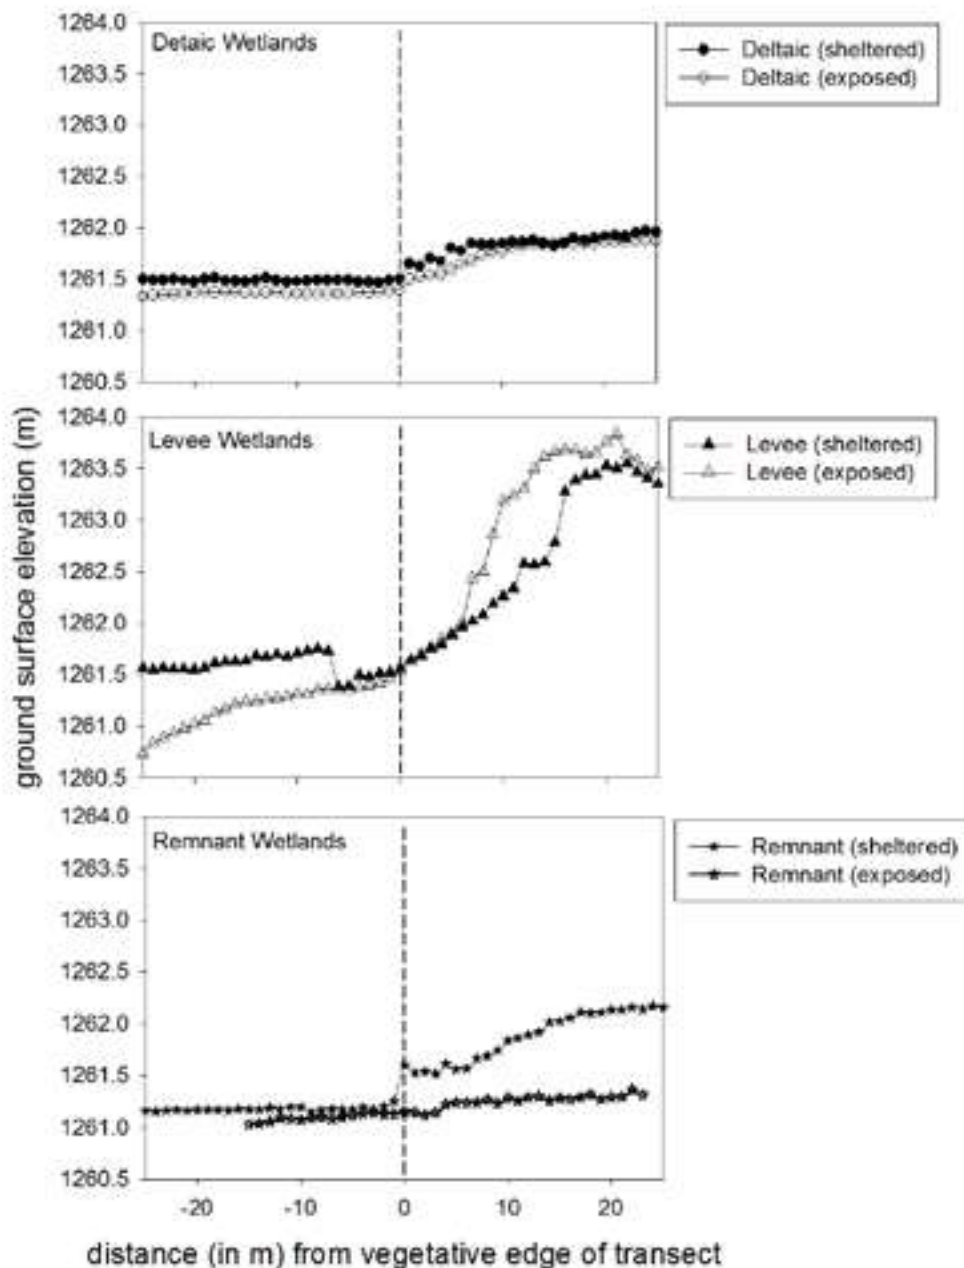 1264.0
Detaic Wetlands
Deltaic (sheltered)
Deltaic (exposed)
1263.5
1263.0
1262.5
1262.0
1261.5
1261.0
1260.5
ground surface elevation (m)
1264.0
Levee Wetlands
Levee (sheltered)
Levee (exposed)
1263.5
1263.0
1262.5
1262.0
1261.5
1261.0
1260.5
1264.0
Remnant Wetlands
Remnant (sheltered)
Remnant (exposed)
1263.5
1263.0
1262.5
1262.0
1261.5
1261.0
1260.5
-20 -10 0 10 20
distance (in m) from vegetative edge of transect